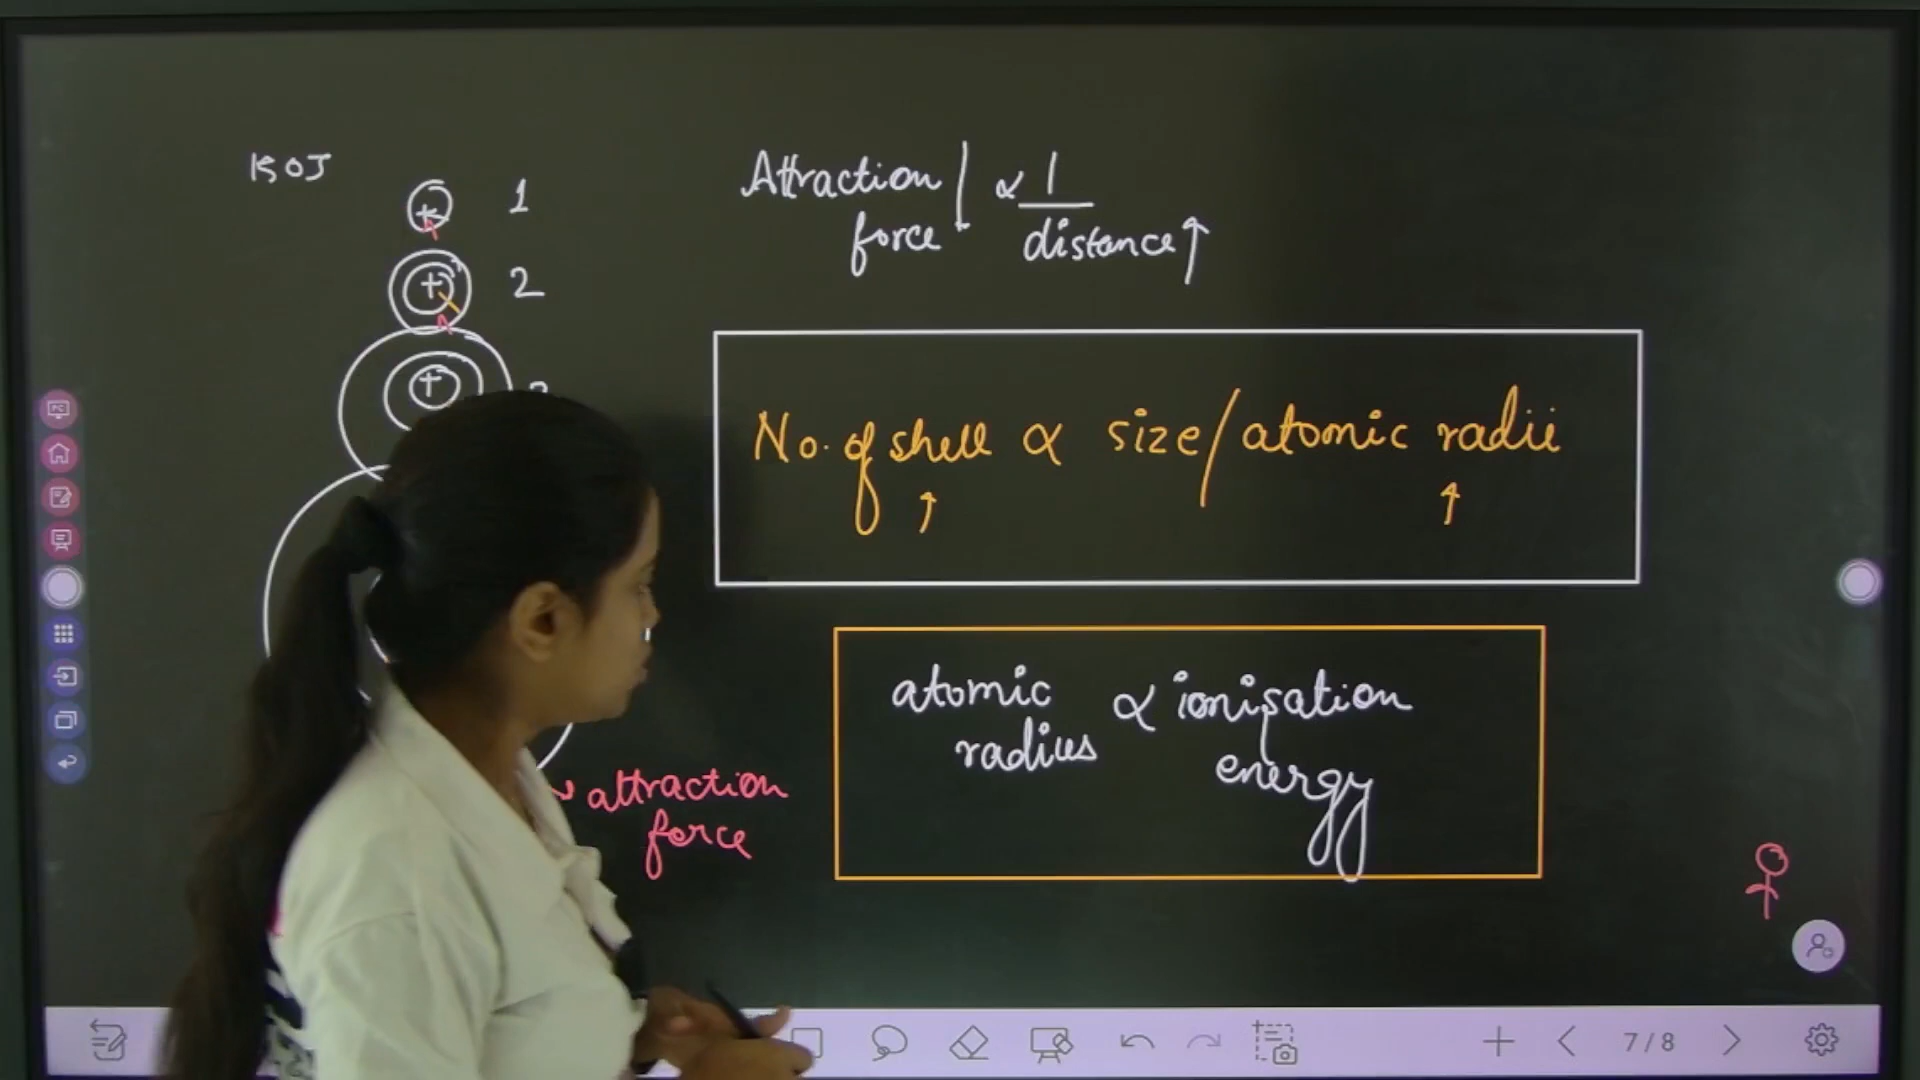 1
Attraction ↓ ∝ 1
force distance ↑
+
2
+
+
No. of shell ∝ size/atomic radii
↑ ↑
atomic ∝ ionisation
radius energy
attraction
force
7/8